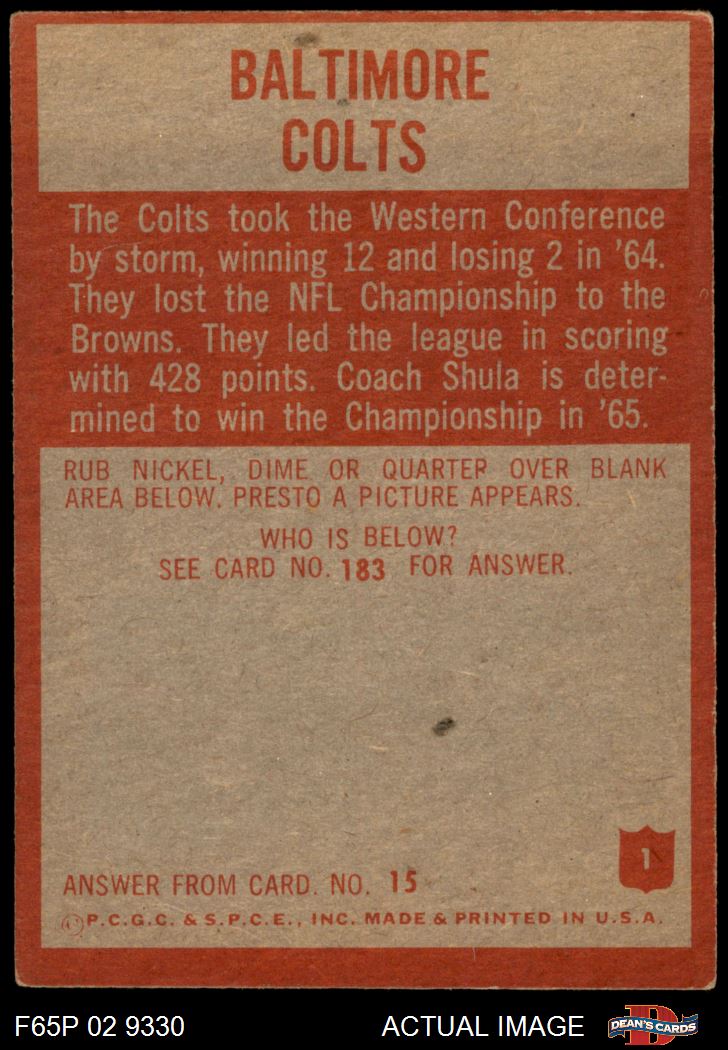 BALTIMORE
COLTS
The Colts took the Western Conference
by storm, winning 12 and losing 2 in '64.
They lost the NFL Championship to the
Browns. They led the league in scoring
with 428 points. Coach Shula is deter-
mined to win the Championship in '65.
RUB NICKEL, DIME OR QUARTER OVER BLANK
AREA BELOW. PRESTO A PICTURE APPEARS.
WHO IS BELOW?
SEE CARD NO. 183 FOR ANSWER.
1
ANSWER FROM CARD. NO. 15
©P.C.G.C. & S.P.C.E., INC. MADE & PRINTED IN U.S.A.
F65P 02 9330 ACTUAL IMAGE D DEAN'S CARDS